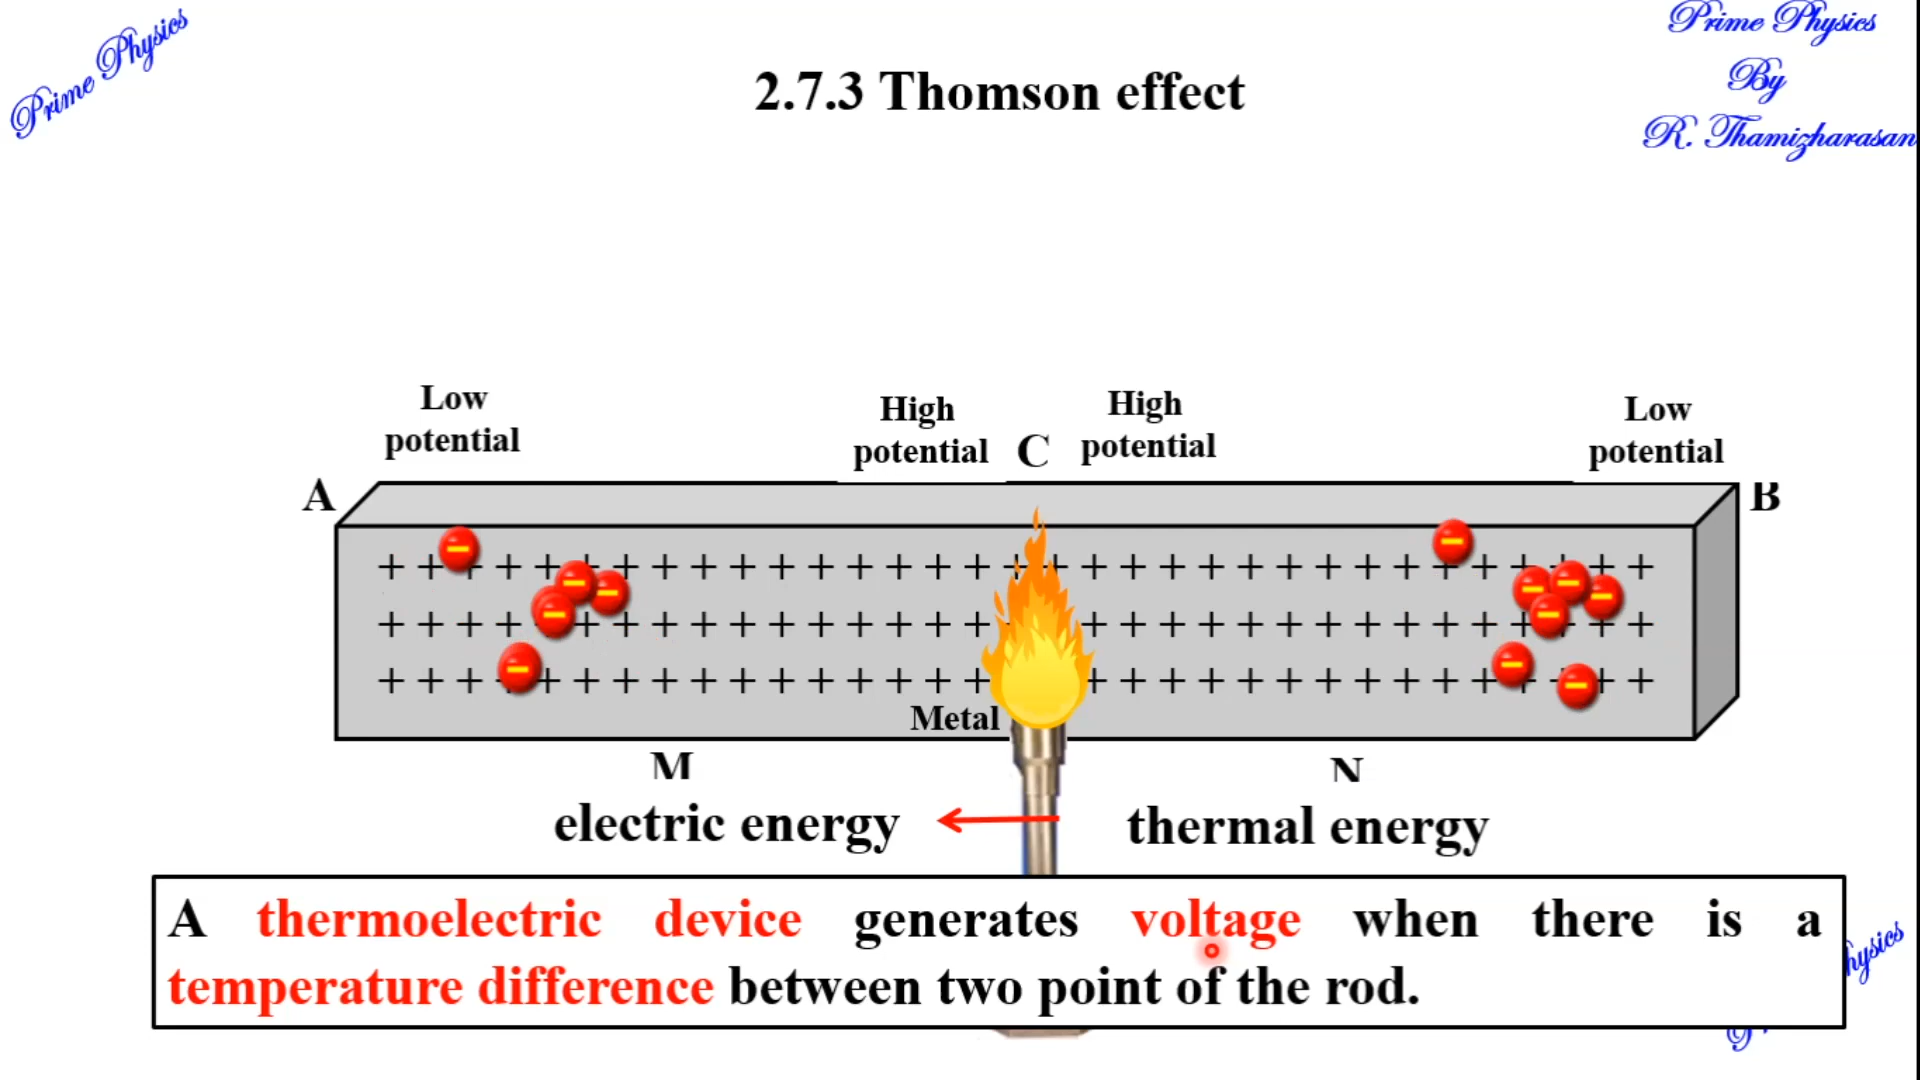 Prime Physics
Prime Physics
By
R. Thamizharasan
2.7.3 Thomson effect
Low
potential
High
potential
C
High
potential
Low
potential
A
B
Metal
M
N
electric energy
thermal energy
A thermoelectric device generates voltage when there is a
temperature difference between two point of the rod.
hysics